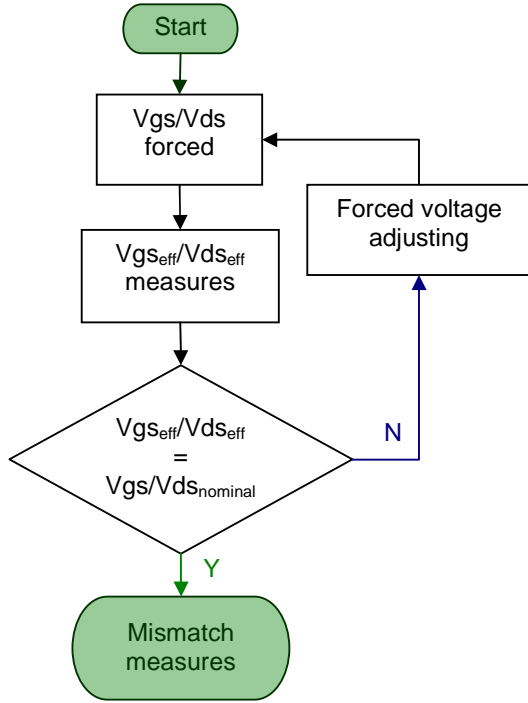 Start
Vgs/Vds
forced
Forced voltage
adjusting
Vgseff/Vdseff
measures
Vgseff/Vdseff
=
Vgs/Vdsnominal
N
Y
Mismatch
measures